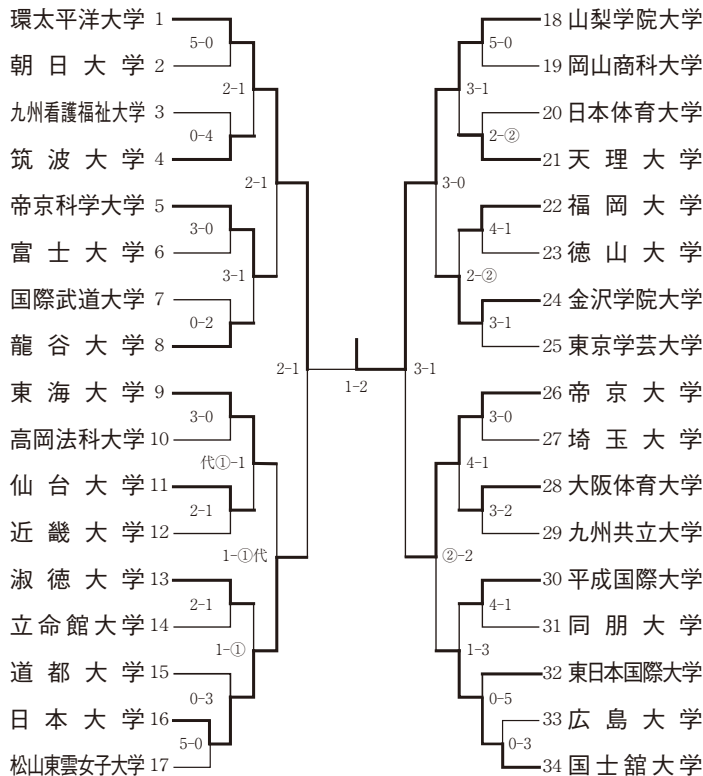 環太平洋大学 1
5-0
朝日大学 2
2-1
九州看護福祉大学 3
0-4
筑波大学 4
2-1
帝京科学大学 5
3-0
富士大学 6
3-1
国際武道大学 7
0-2
龍谷大学 8
2-1
東海大学 9
3-0
高岡法科大学 10
代①-1
仙台大学 11
2-1
近畿大学 12
1-①代
淑徳大学 13
2-1
立命館大学 14
1-①
道都大学 15
0-3
日本大学 16
5-0
松山東雲女子大学 17
1-2
18 山梨学院大学
5-0
19 岡山商科大学
3-1
20 日本体育大学
2-②
21 天理大学
3-0
22 福岡大学
4-1
23 徳山大学
2-②
24 金沢学院大学
3-1
25 東京学芸大学
3-1
26 帝京大学
3-0
27 埼玉大学
4-1
28 大阪体育大学
3-2
29 九州共立大学
②-2
30 平成国際大学
4-1
31 同朋大学
1-3
32 東日本国際大学
0-5
33 広島大学
0-3
34 国士舘大学